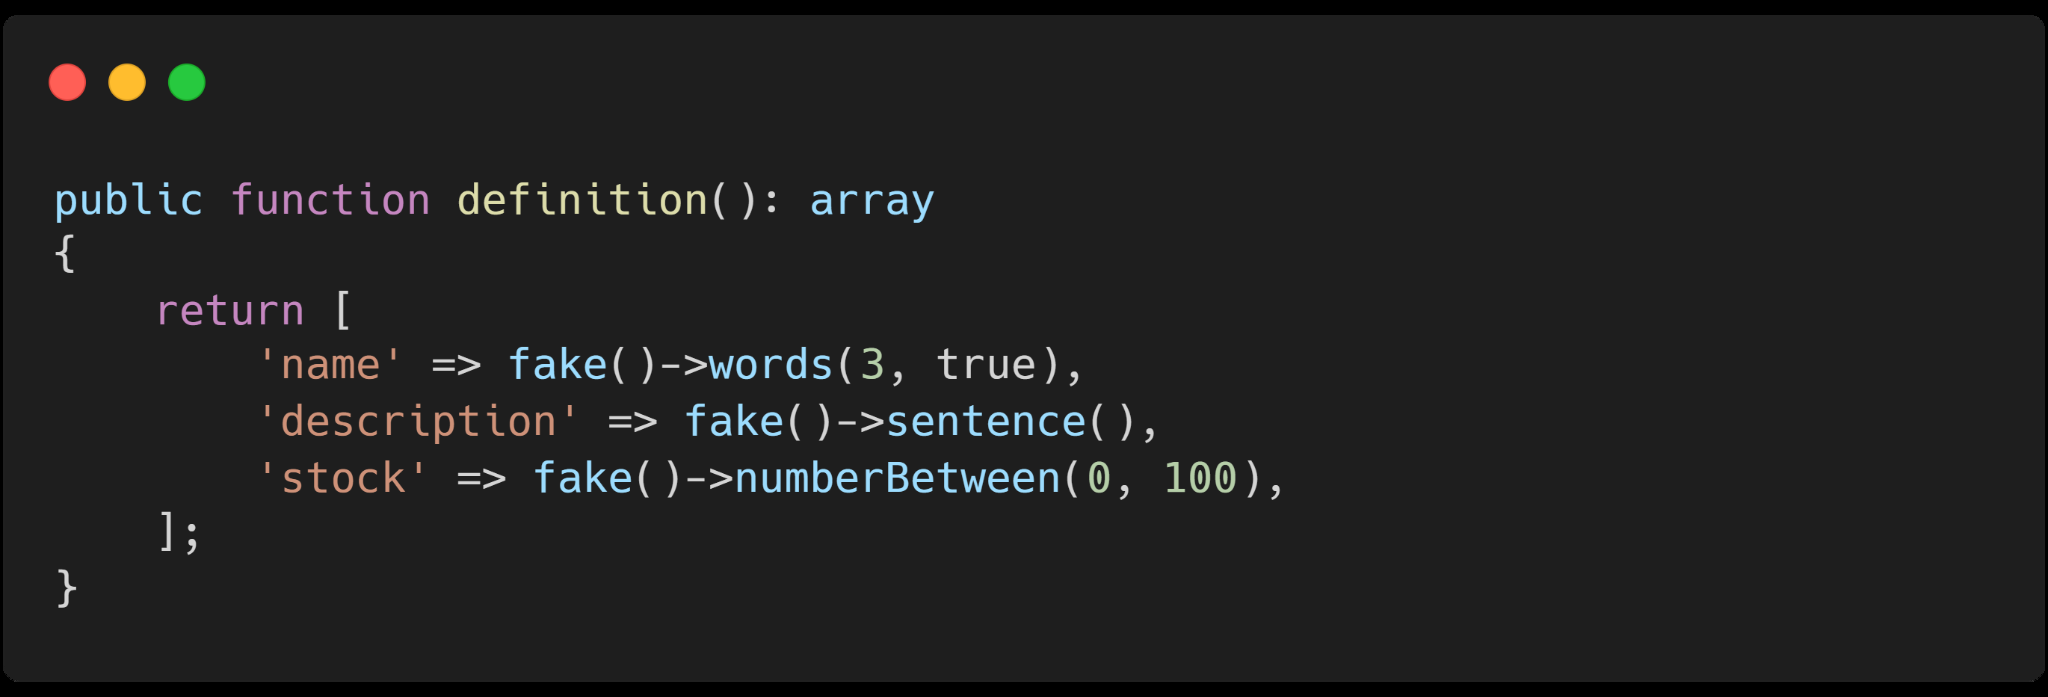 public function definition(): array
{
    return [
        'name' => fake()->words(3, true),
        'description' => fake()->sentence(),
        'stock' => fake()->numberBetween(0, 100),
    ];
}